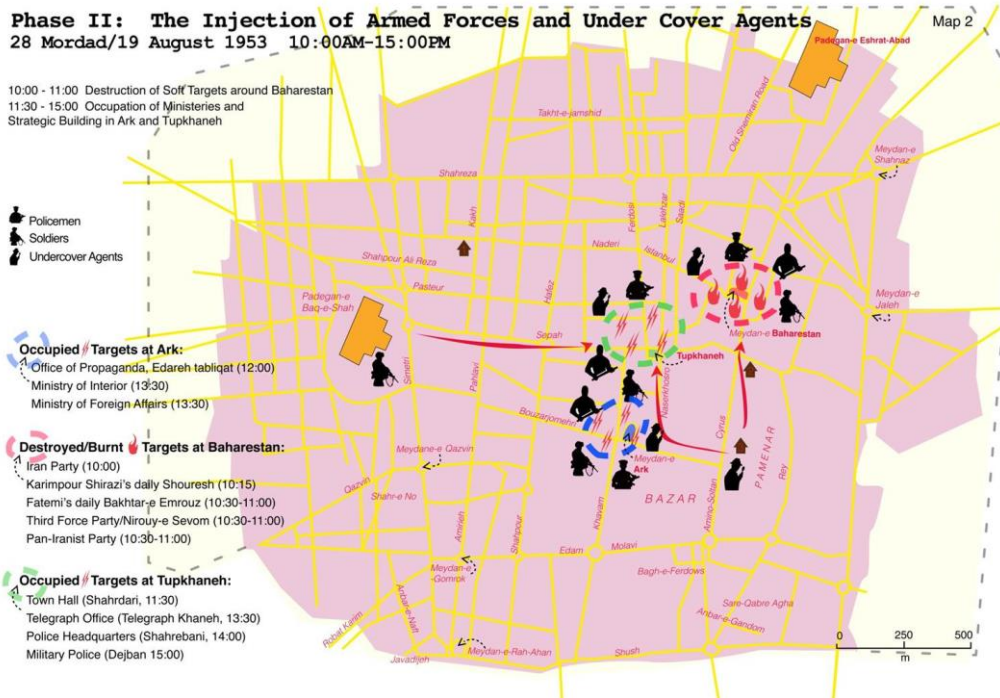 Phase II: The Injection of Armed Forces and Under Cover Agents
Map 2
28 Mordad/19 August 1953 10:00AM-15:00PM
10:00 - 11:00 Destruction of Soft Targets around Baharestan
11:30 - 15:00 Occupation of Ministeries and
Strategic Building in Ark and Tupkhaneh
Policemen
Soldiers
Undercover Agents
Occupied Targets at Ark:
Office of Propaganda, Edareh tabliqat (12:00)
Ministry of Interior (13:30)
Ministry of Foreign Affairs (13:30)
Destroyed/Burnt Targets at Baharestan:
Iran Party (10:00)
Karimpour Shirazi's daily Shouresh (10:15)
Fatemi's daily Bakhtar-e Emrouz (10:30-11:00)
Third Force Party/Nirouy-e Sevom (10:30-11:00)
Pan-Iranist Party (10:30-11:00)
Occupied Targets at Tupkhaneh:
Town Hall (Shahrdari, 11:30)
Telegraph Office (Telegraph Khaneh, 13:30)
Police Headquarters (Shahrebani, 14:00)
Military Police (Dejban 15:00)
Padegan-e Eshrat-Abad
Takht-e-jamshid
Old Shemiran Road
Meydan-e
Shahnaz
Shahreza
Kakh
Ferdosi
Lalehzar
Saadi
Naderi
Istanbul
Shahpour Ali Reza
Pasteur
Hafez
Padegan-e
Baq-e-Shah
Meydan-e
Jaleh
Sepah
Meydan-e Baharestan
Tupkhaneh
Simetri
Pahlavi
Naserkhosro
Bouzarjomehri
Cyrus
Meydane-e Qazvin
Meydan-e
Ark
PAMENAR
Rey
Qazvin
Shahr-e No
BAZAR
Khayam
Amino-Soltan
Amirieh
Shahpour
Edam
Molavi
Meydan-e
-Gomrok
Bagh-e-Ferdows
Anbar-e-Naft
Sare-Qabre Agha
Anbar-e-Gandom
Robat Karim
Javadijeh
Meydan-e-Rah-Ahan
Shush
0 250 500
m